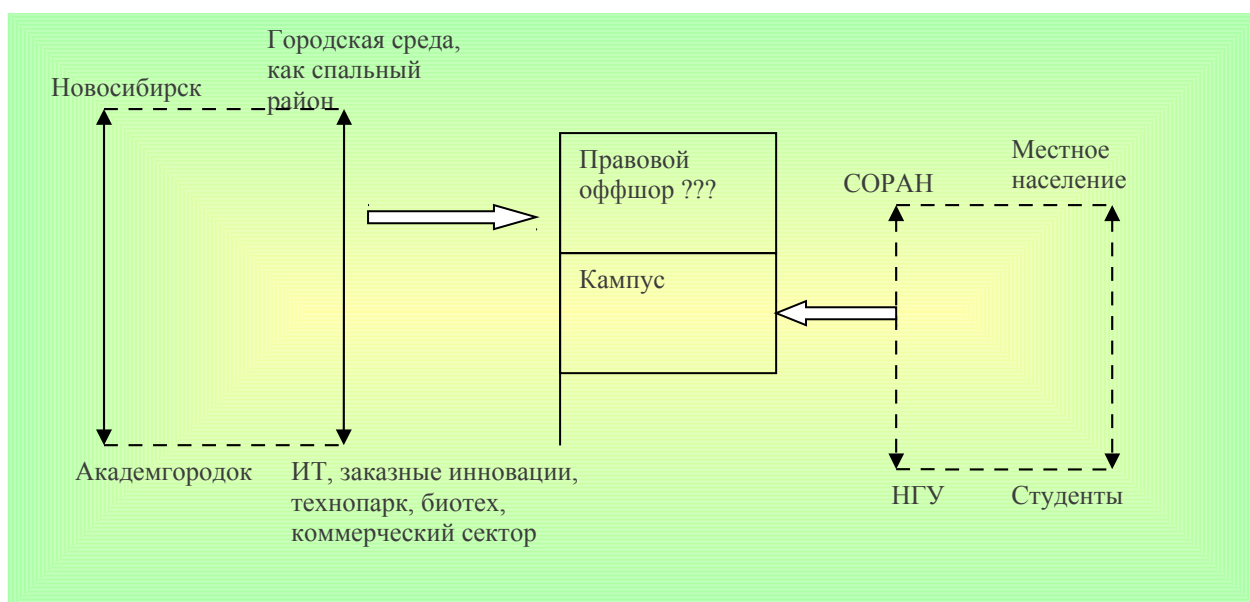 Городская среда,
как спальный
район
Новосибирск
Правовой
оффшор ???
Кампус
СОРАН
Местное
население
Академгородок
ИТ, заказные инновации,
технопарк, биотех,
коммерческий сектор
НГУ
Студенты